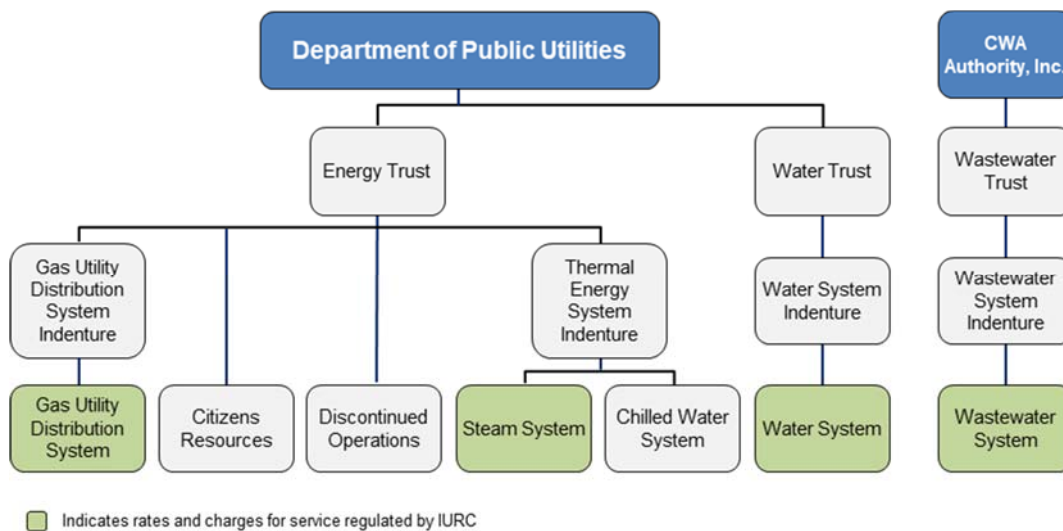 Department of Public Utilities
CWA
Authority, Inc.
Energy Trust
Water Trust
Wastewater
Trust
Gas Utility
Distribution
System
Indenture
Thermal
Energy
System
Indenture
Water System
Indenture
Wastewater
System
Indenture
Gas Utility
Distribution
System
Citizens
Resources
Discontinued
Operations
Steam System
Chilled Water
System
Water System
Wastewater
System
Indicates rates and charges for service regulated by IURC